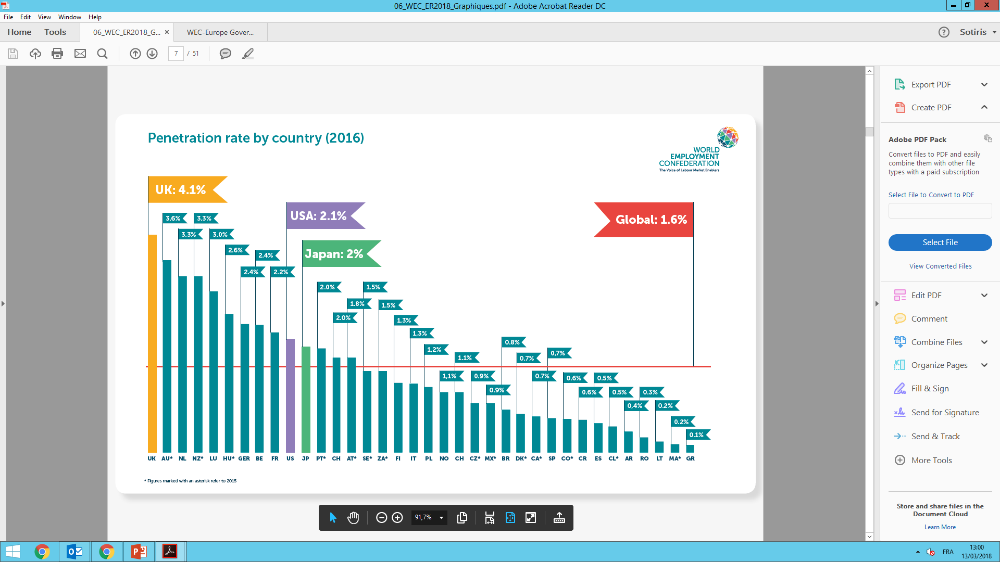 06_WEC_ER2018_Graphiques.pdf - Adobe Acrobat Reader DC
File Edit View Window Help
Home Tools 06_WEC_ER2018_G... × WEC-Europe Gover... ? Sotiris
7 / 51
Export PDF
Create PDF
Adobe PDF Pack
Convert files to PDF and easily
combine them with other file
types with a paid subscription
Select File to Convert to PDF
Select File
View Converted Files
Edit PDF
Comment
Combine Files
Organize Pages
Fill & Sign
Send for Signature
Send & Track
More Tools
Store and share files in the
Document Cloud
Learn More
Penetration rate by country (2016)
WORLD
EMPLOYMENT
CONFEDERATION
The Voice of Labour Market Enablers
UK: 4.1%
3.6%
3.3%
3.3%
3.0%
2.6%
2.4%
2.4%
2.2%
USA: 2.1%
Japan: 2%
2.0%
2.0%
1.8%
1.5%
1.5%
1.3%
1,3%
1,2%
1,1%
1.1%
0.9%
0.9%
0.8%
0.7%
0.7%
0,7%
0.6%
0.6%
0.5%
0.5%
0,4%
0.3%
0.2%
0.2%
0.1%
Global: 1.6%
UK AU* NL NZ* LU HU* GER BE FR US JP PT* CH AT* SE* ZA* FI IT PL NO CH CZ* MX* BR DK* CA* SP CO* CR ES CL* AR RO LT MA* GR
* Figures marked with an asterisk refer to 2015
91,7%
FRA
13:00
13/03/2018